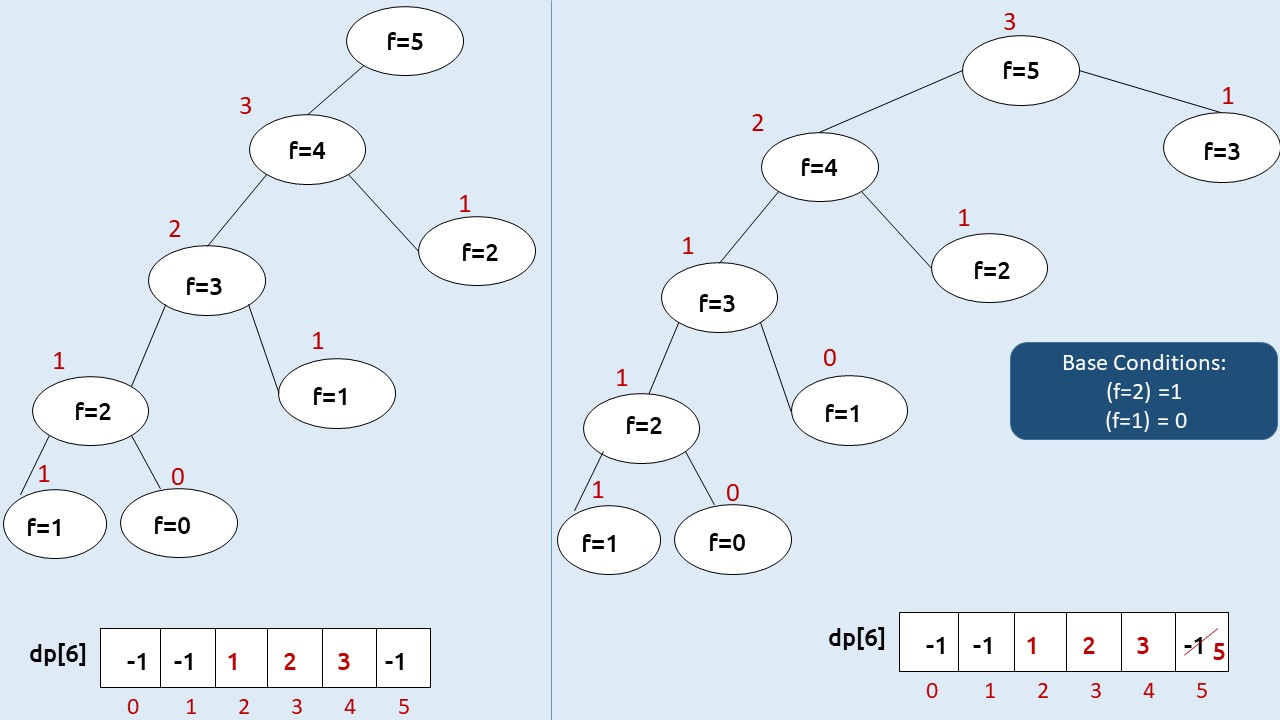 f=5
3
f=4
1
2
f=2
f=3
1
1
f=1
f=2
1
0
f=1
f=0
dp[6]
-1 -1 1 2 3 -1
0 1 2 3 4 5
3
f=5
1
2
f=3
f=4
1
1
f=2
f=3
0
1
f=1
f=2
1
0
f=1
f=0
Base Conditions:
(f=2) =1
(f=1) = 0
dp[6]
-1 -1 1 2 3 -1 5
0 1 2 3 4 5